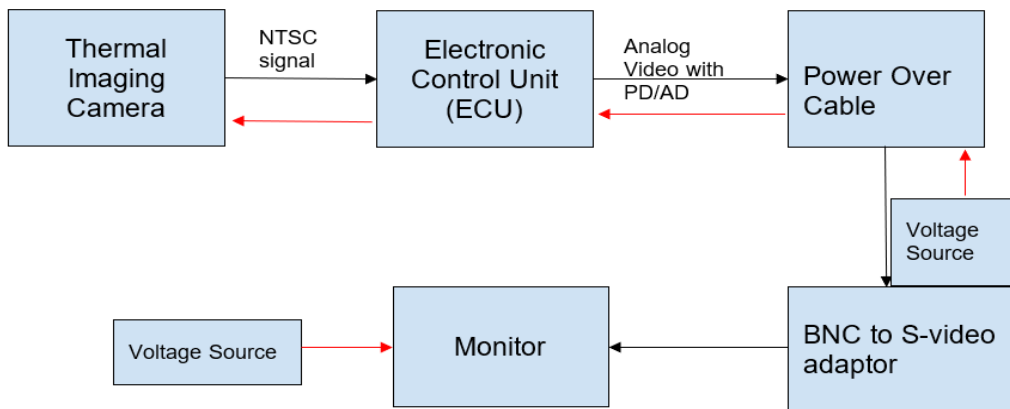 Thermal
Imaging
Camera
NTSC
signal
Electronic
Control Unit
(ECU)
Analog
Video with
PD/AD
Power Over
Cable
Voltage
Source
Voltage Source
Monitor
BNC to S-video
adaptor